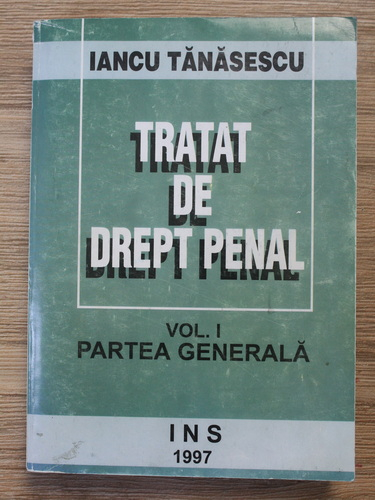 IANCU TĂNĂSESCU
TRATAT
DE
DREPT PENAL
VOL. I
PARTEA GENERALĂ
INS
1997